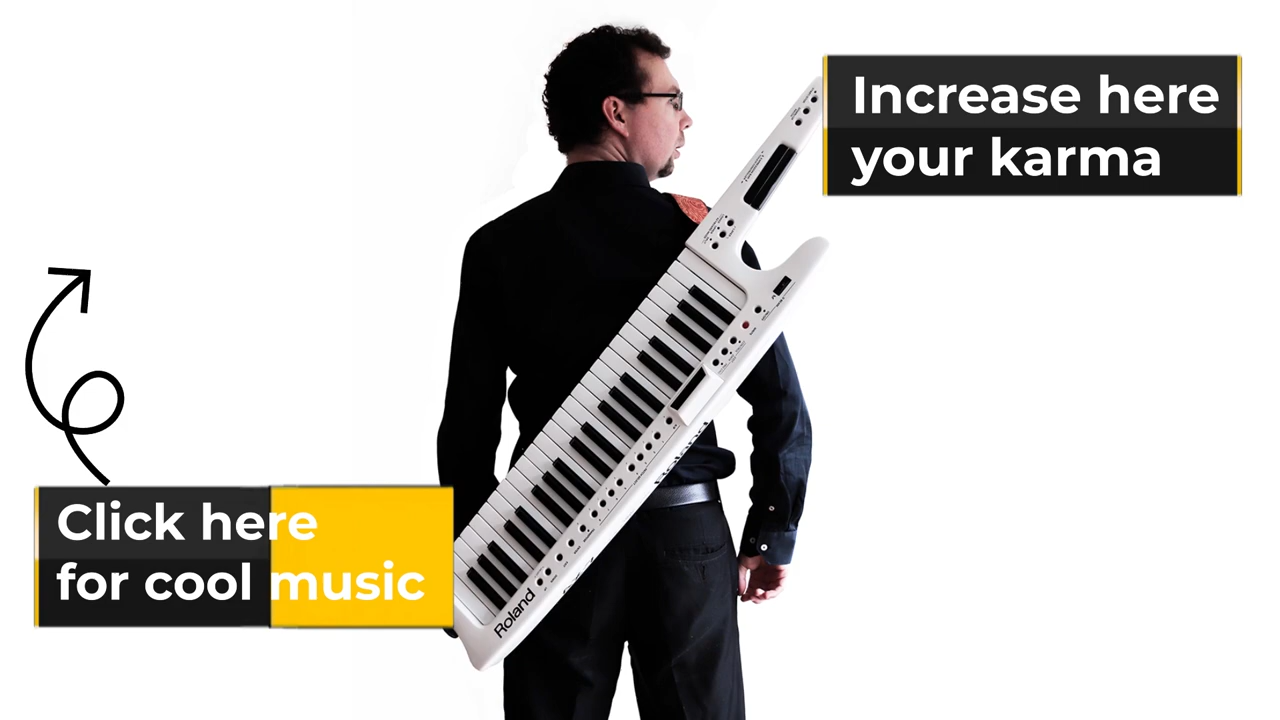 Increase here
your karma
Click here
for cool music
Roland